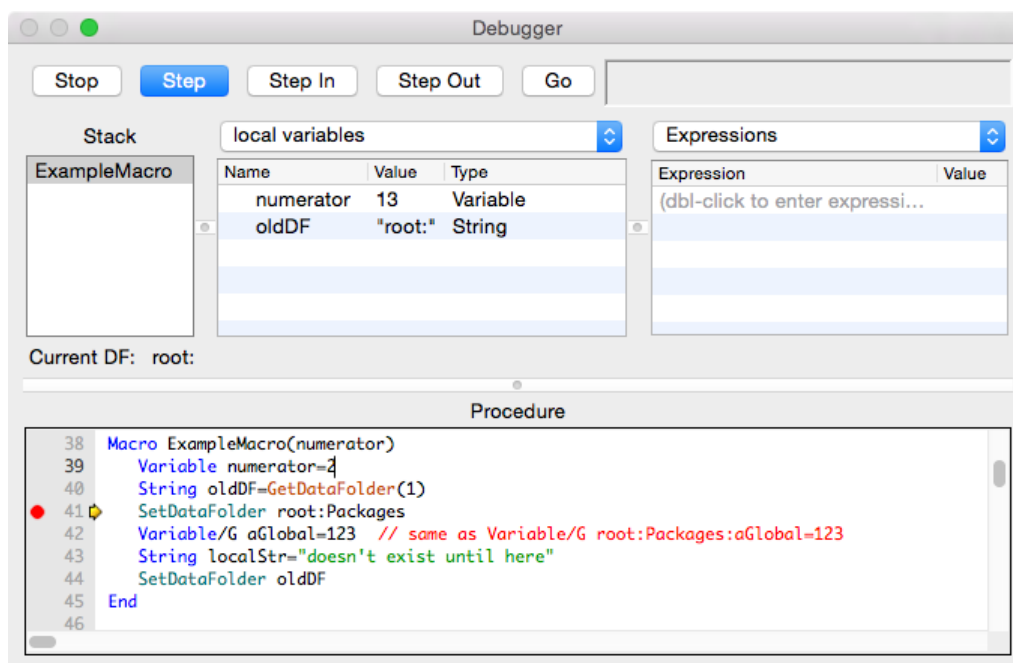 Debugger
Stop Step Step In Step Out Go
Stack local variables Expressions
ExampleMacro Name Value Type Expression Value
numerator 13 Variable (dbl-click to enter expressi...
oldDF "root:" String
Current DF: root:
Procedure
38 Macro ExampleMacro(numerator)
39 Variable numerator=2
40 String oldDF=GetDataFolder(1)
41 SetDataFolder root:Packages
42 Variable/G aGlobal=123 // same as Variable/G root:Packages:aGlobal=123
43 String localStr="doesn't exist until here"
44 SetDataFolder oldDF
45 End
46